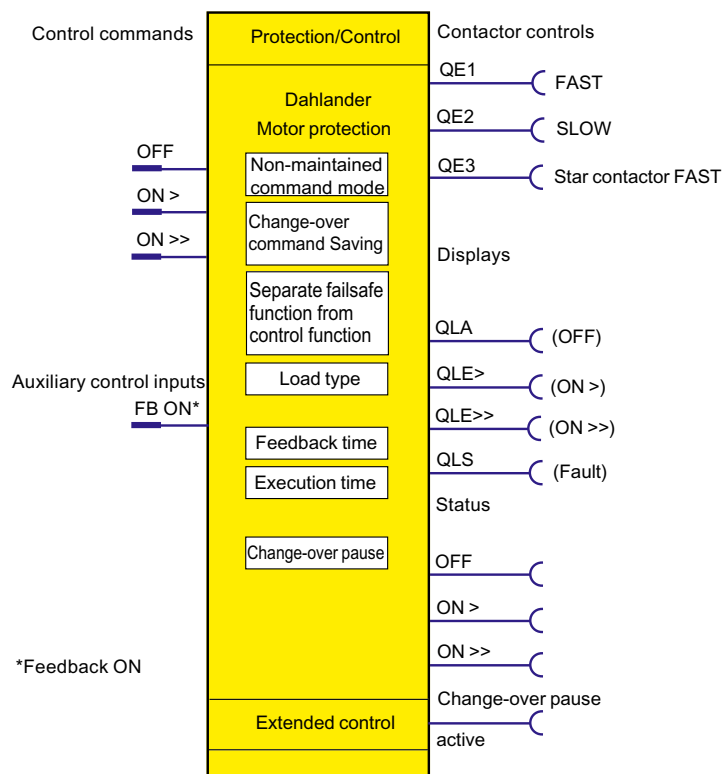 Control commands
Protection/Control
Contactor controls
QE1
FAST
Dahlander
Motor protection
QE2
SLOW
OFF
Non-maintained
command mode
QE3
Star contactor FAST
ON >
Change-over
command Saving
ON >>
Displays
Separate failsafe
function from
control function
QLA
(OFF)
Auxiliary control inputs
Load type
QLE>
(ON >)
FB ON*
QLE>>
(ON >>)
Feedback time
QLS
(Fault)
Execution time
Status
Change-over pause
OFF
ON >
ON >>
*Feedback ON
Change-over pause
Extended control
active